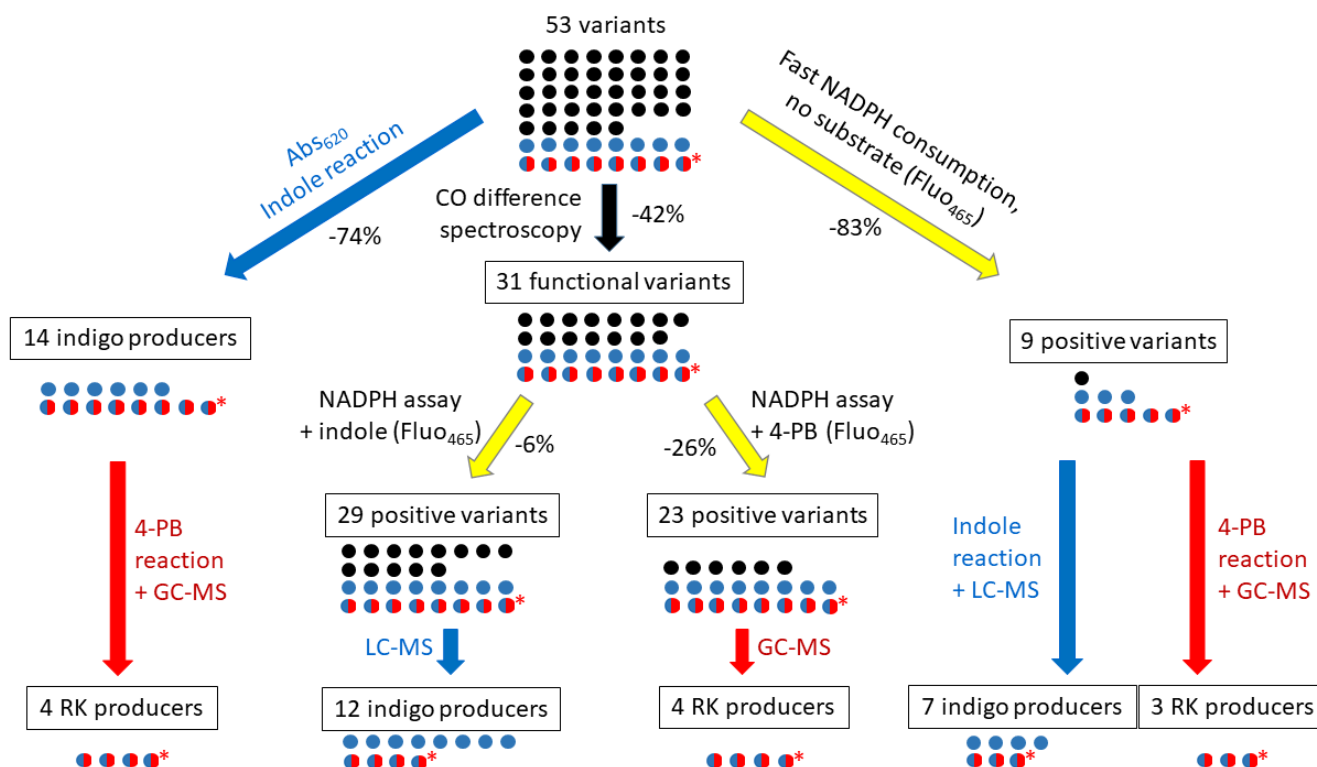 53 variants
Abs₆₂₀
Indole reaction
-74%
CO difference
spectroscopy
-42%
Fast NADPH consumption,
no substrate (Fluo₄₆₅)
-83%
*
31 functional variants
*
14 indigo producers
*
9 positive variants
*
NADPH assay
+ indole (Fluo₄₆₅)
-6%
NADPH assay
+ 4-PB (Fluo₄₆₅)
-26%
4-PB
reaction
+ GC-MS
29 positive variants
*
23 positive variants
*
Indole
reaction
+ LC-MS
4-PB
reaction
+ GC-MS
LC-MS
GC-MS
4 RK producers
*
12 indigo producers
*
4 RK producers
*
7 indigo producers
*
3 RK producers
*